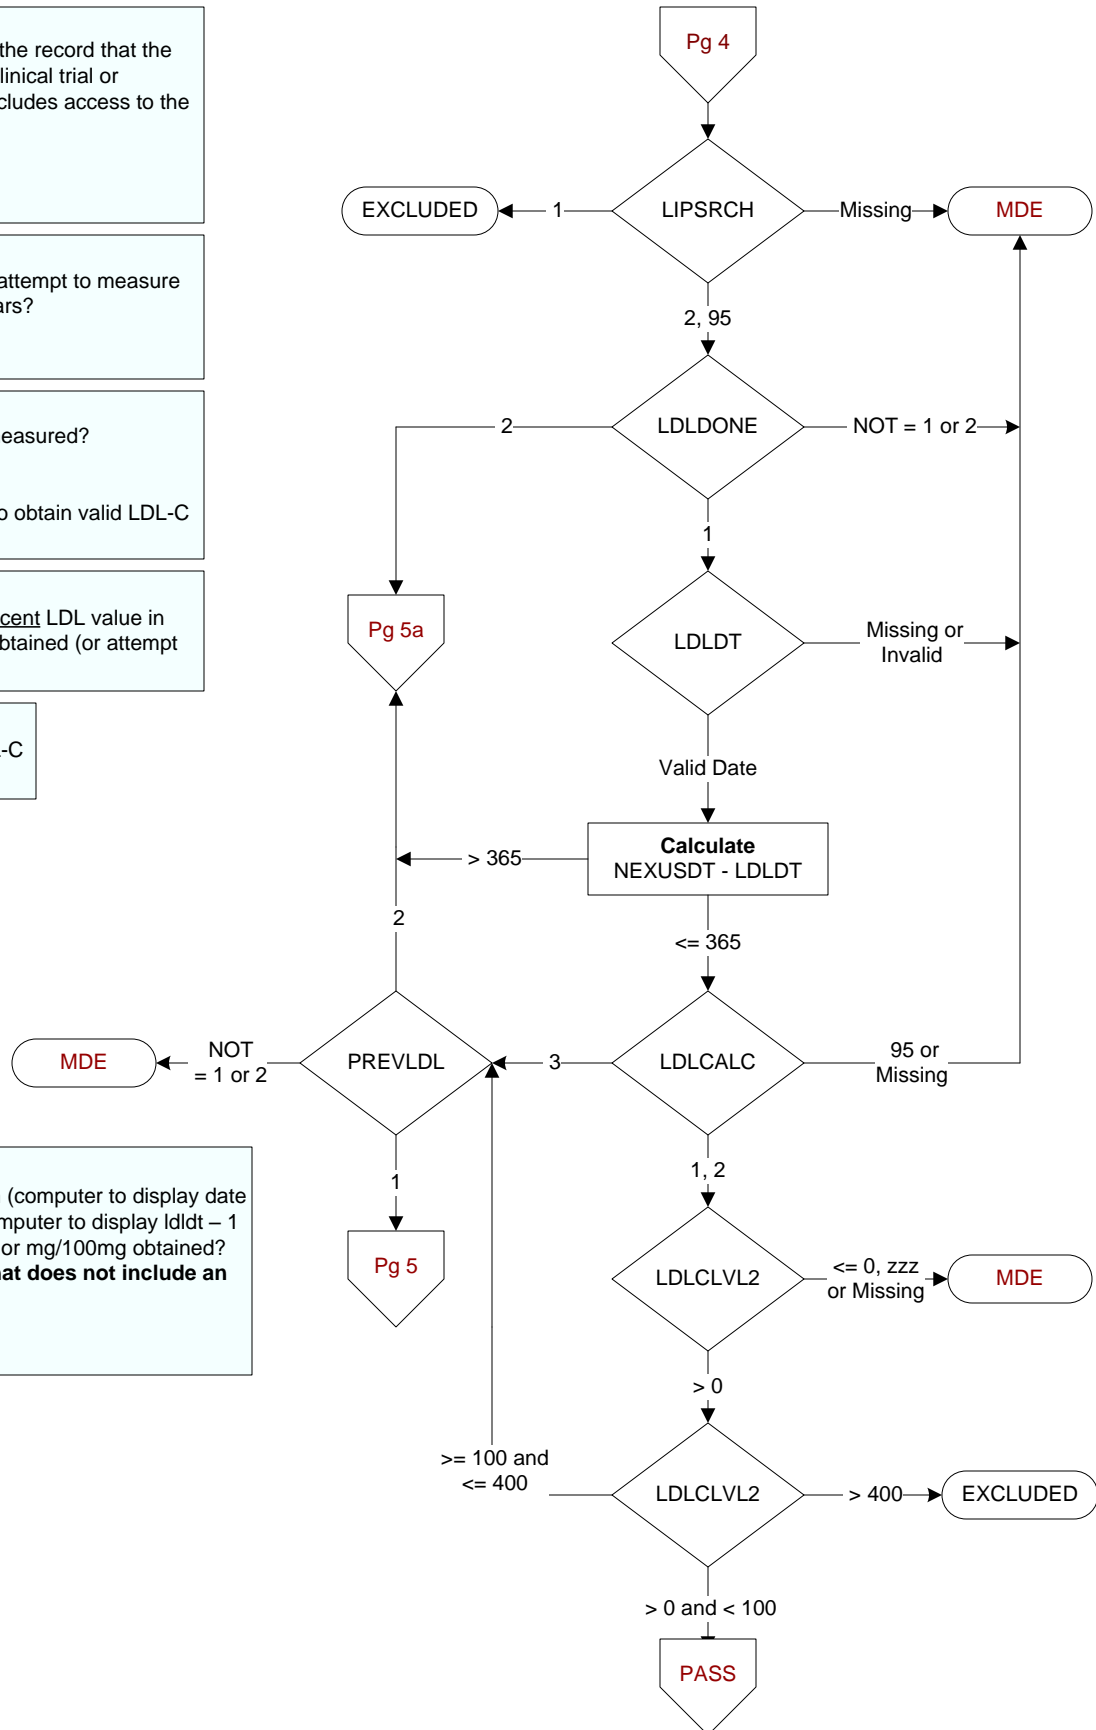 the record that the
linical trial or
cludes access to the
attempt to measure
ars?
easured?
o obtain valid LDL-C
cent LDL value in
btained (or attempt
-C
(computer to display date
mputer to display ldldt – 1
or mg/100mg obtained?
hat does not include an
Pg 4
EXCLUDED
1
LIPSRCH
Missing
MDE
2, 95
2
LDLDONE
NOT = 1 or 2
1
Pg 5a
LDLDT
Missing or
Invalid
Valid Date
Calculate
NEXUSDT - LDLDT
> 365
<= 365
2
MDE
NOT
= 1 or 2
PREVLDL
3
LDLCALC
95 or
Missing
1
1, 2
Pg 5
LDLCLVL2
<= 0, zzz
or Missing
MDE
> 0
>= 100 and
<= 400
LDLCLVL2
> 400
EXCLUDED
> 0 and < 100
PASS